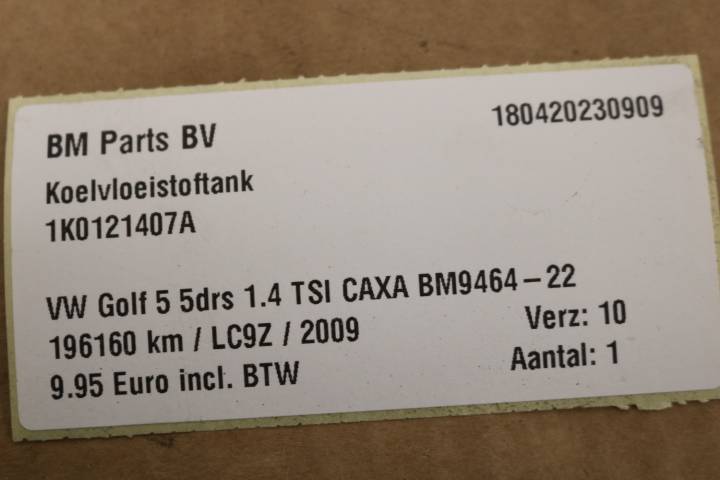 BM Parts BV 180420230909
Koelvloeistoftank
1K0121407A
VW Golf 5 5drs 1.4 TSI CAXA BM9464-22
196160 km / LC9Z / 2009 Verz: 10
9.95 Euro incl. BTW Aantal: 1